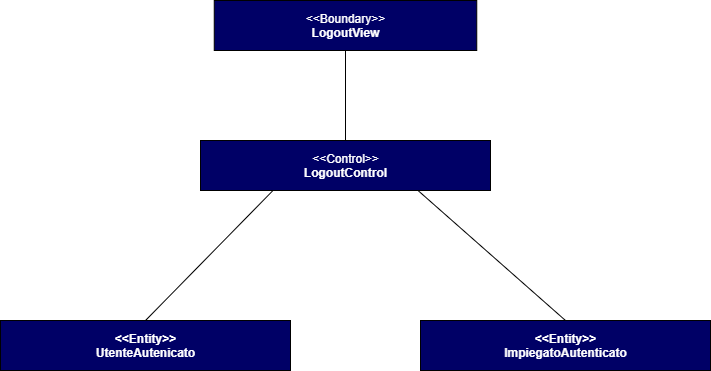 <<Boundary>>
LogoutView
<<Control>>
LogoutControl
<<Entity>>
UtenteAutenicato
<<Entity>>
ImpiegatoAutenticato